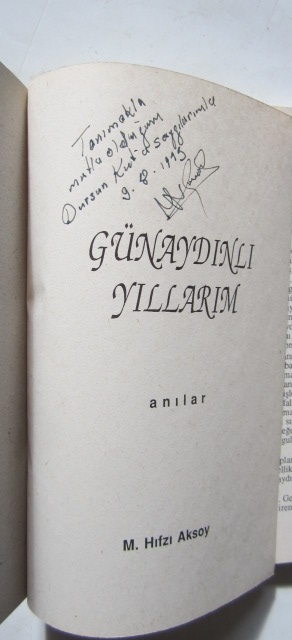 Tanımakla
mutlu olduğum
Dursun Kut'a saygılarımla
9.8.1995
GÜNAYDINLI
YILLARIM
anılar
M. Hıfzı Aksoy